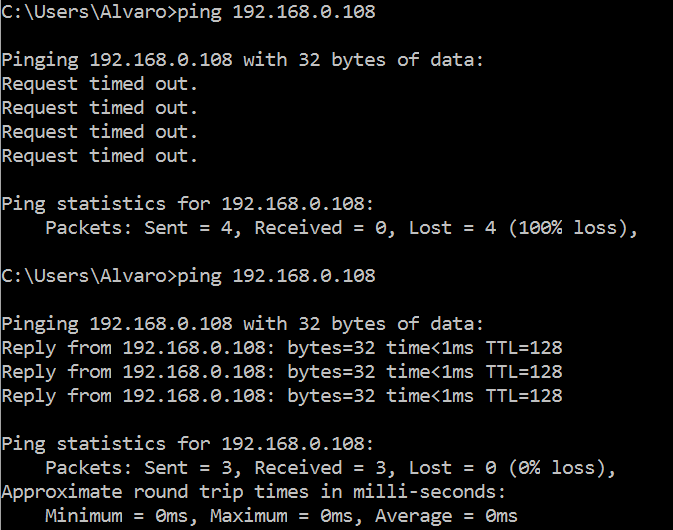 C:\Users\Alvaro>ping 192.168.0.108
Pinging 192.168.0.108 with 32 bytes of data:
Request timed out.
Request timed out.
Request timed out.
Request timed out.
Ping statistics for 192.168.0.108:
    Packets: Sent = 4, Received = 0, Lost = 4 (100% loss),
C:\Users\Alvaro>ping 192.168.0.108
Pinging 192.168.0.108 with 32 bytes of data:
Reply from 192.168.0.108: bytes=32 time<1ms TTL=128
Reply from 192.168.0.108: bytes=32 time<1ms TTL=128
Reply from 192.168.0.108: bytes=32 time<1ms TTL=128
Ping statistics for 192.168.0.108:
    Packets: Sent = 3, Received = 3, Lost = 0 (0% loss),
Approximate round trip times in milli-seconds:
    Minimum = 0ms, Maximum = 0ms, Average = 0ms